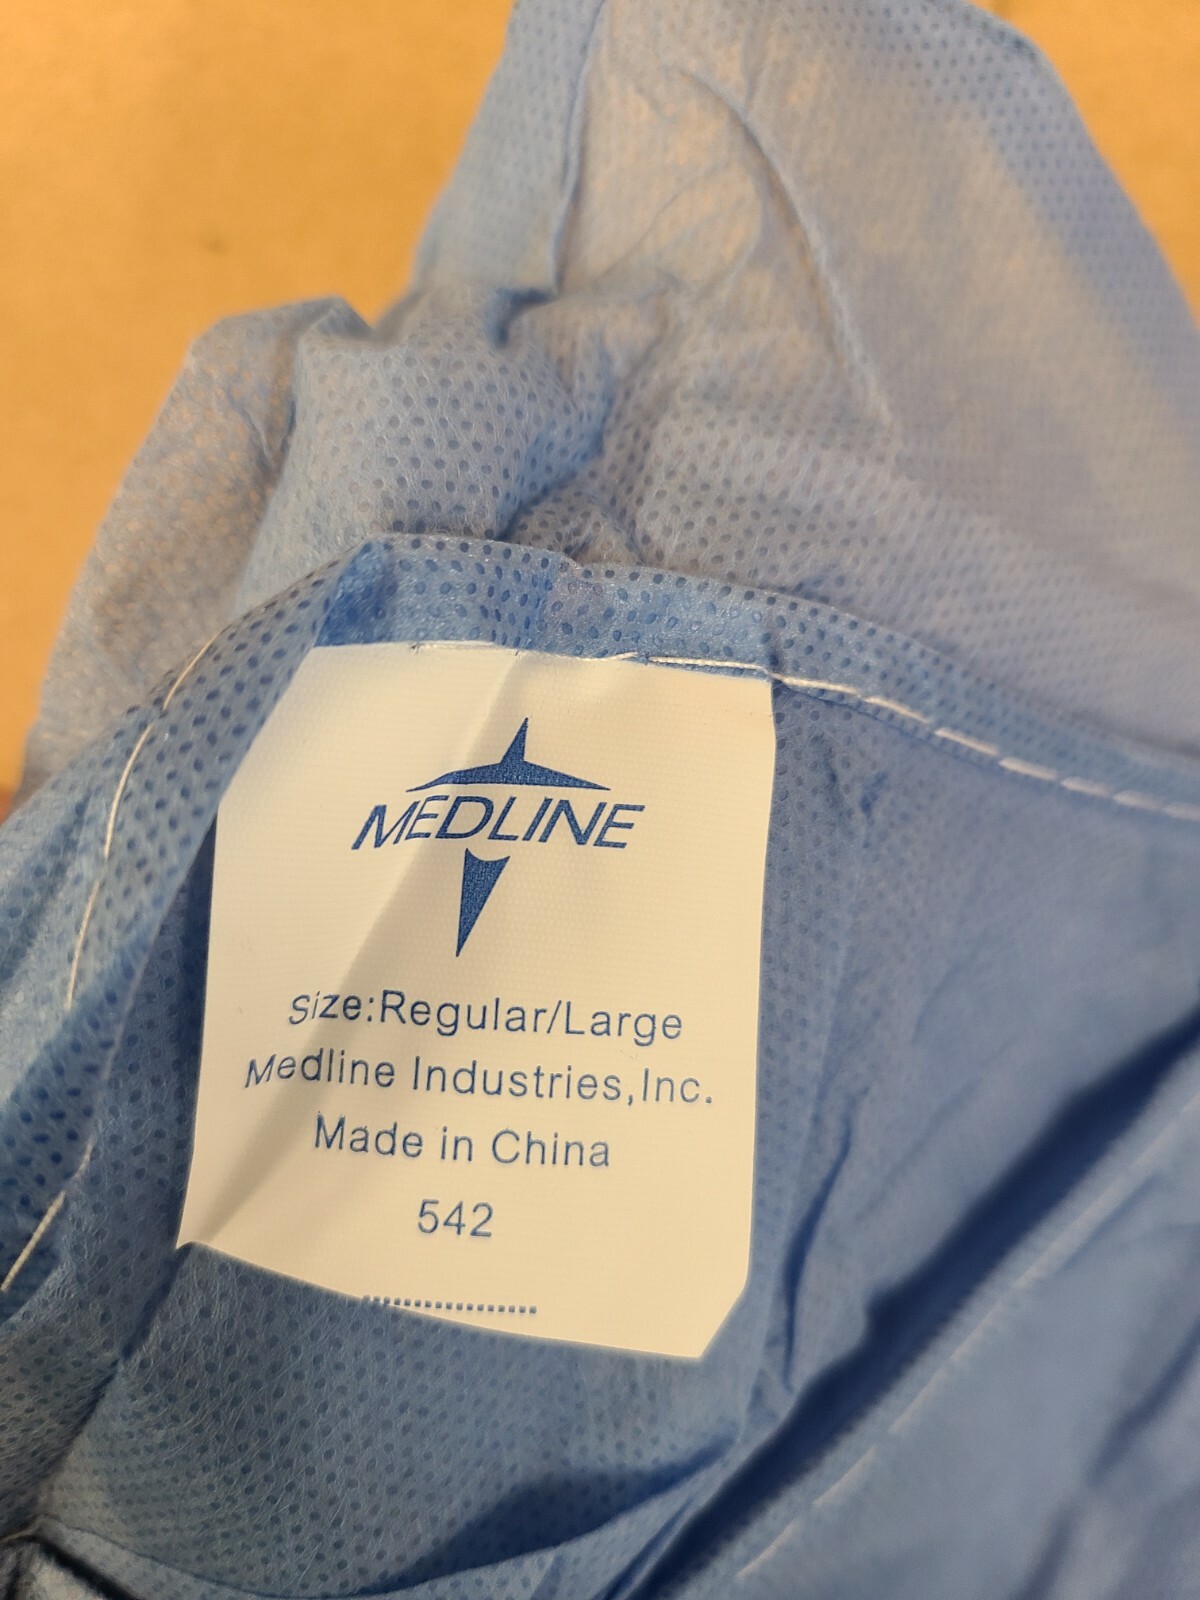 MEDLINE
Size:Regular/Large
Medline Industries,Inc.
Made in China
542